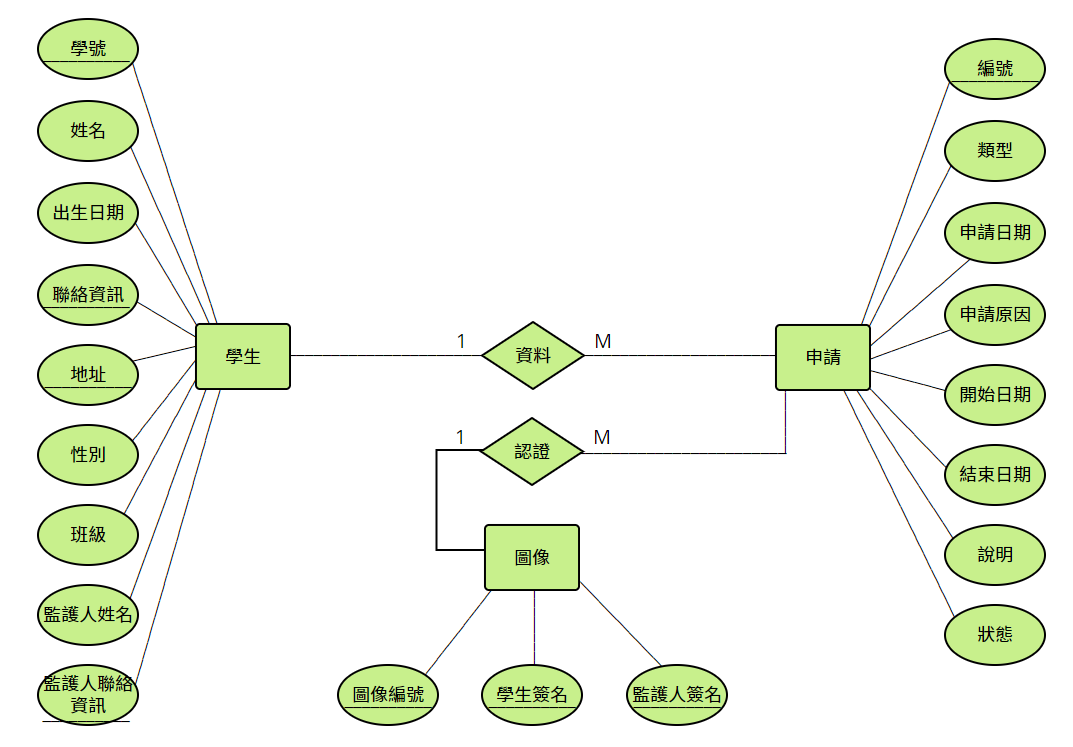 學號
姓名
出生日期
聯絡資訊
地址
性別
班級
監護人姓名
監護人聯絡
資訊
學生
1
資料
M
申請
1
認證
M
圖像
圖像編號
學生簽名
監護人簽名
編號
類型
申請日期
申請原因
開始日期
結束日期
說明
狀態